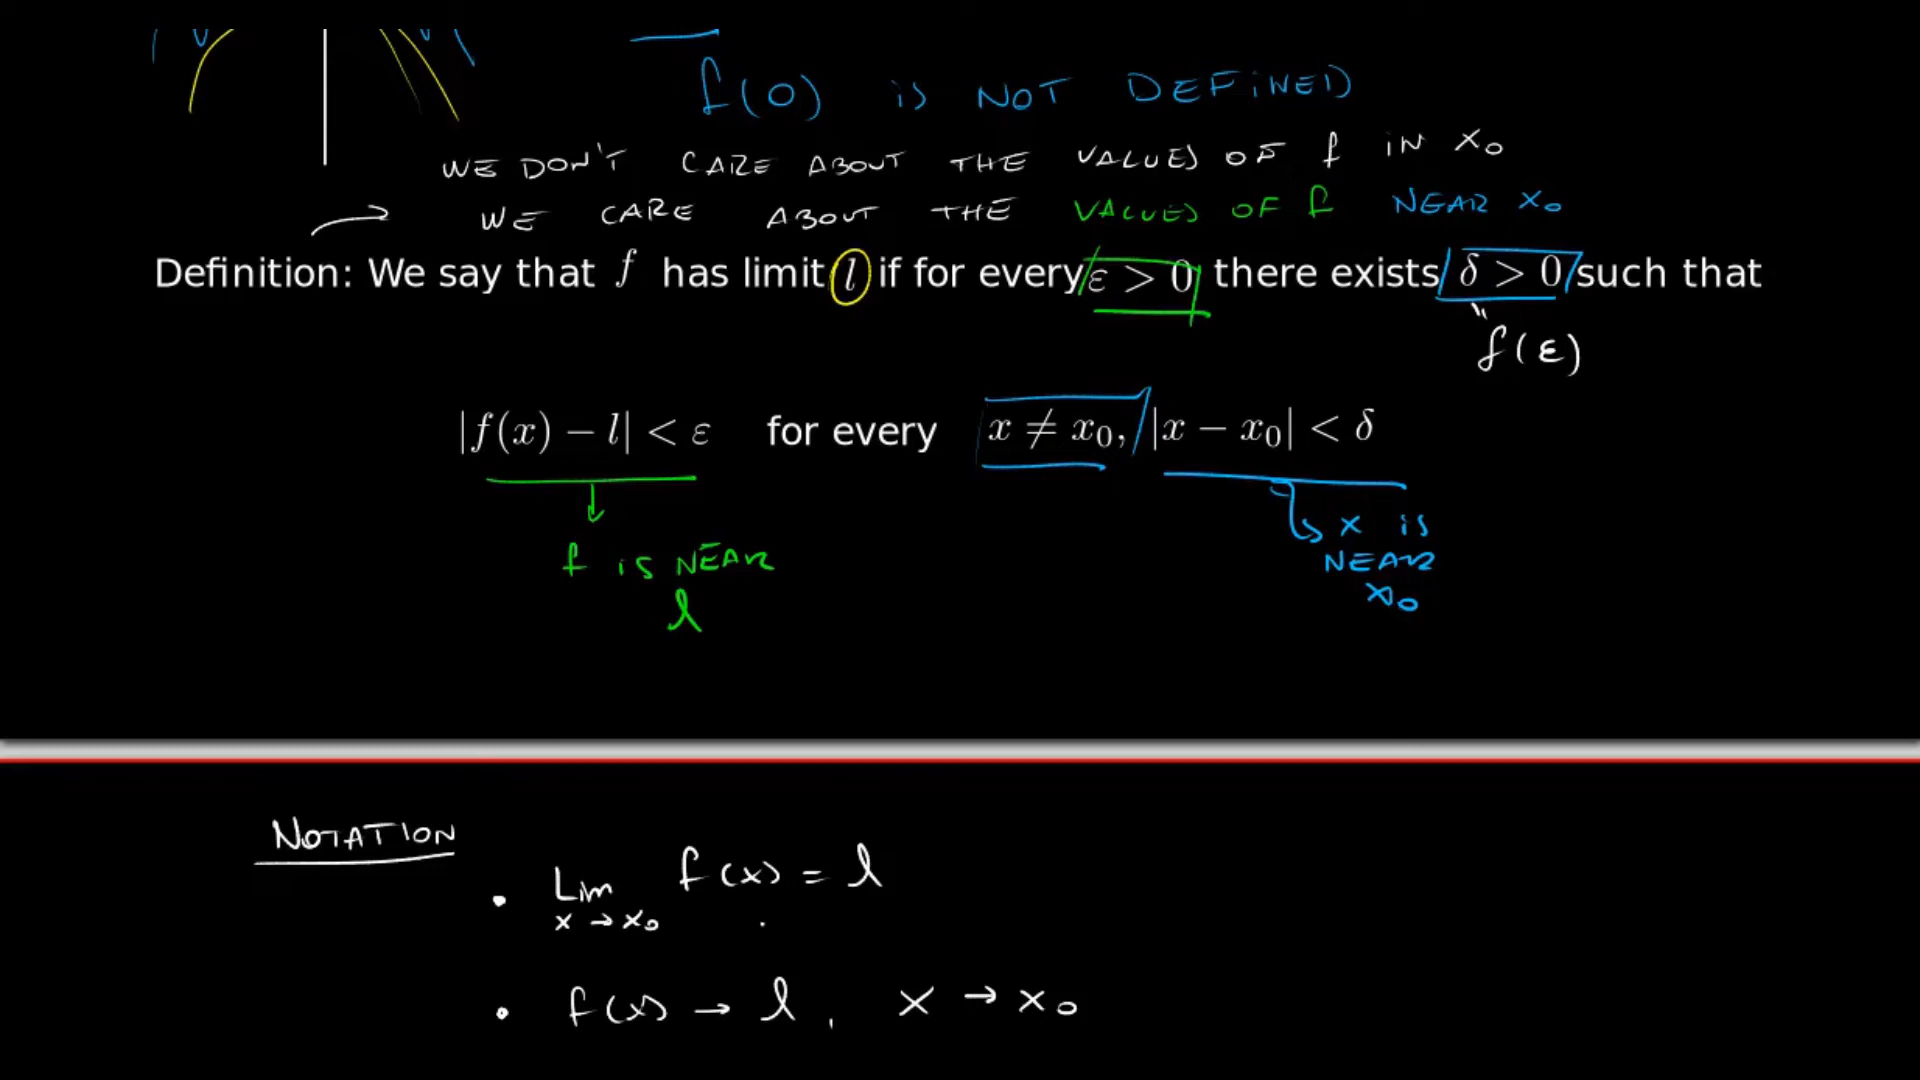 f(0) is NOT DEFINED
WE DON'T CARE ABOUT THE VALUES OF f IN x₀
WE CARE ABOUT THE VALUES OF f NEAR x₀
Definition: We say that f has limit l if for every ε > 0 there exists δ > 0 such that
" f(ε)
|f(x) − l| < ε for every x ≠ x₀, |x − x₀| < δ
f is NEAR l
x is NEAR x₀
NOTATION
• Lim x→x₀ f(x) = l
• f(x) → l, x → x₀